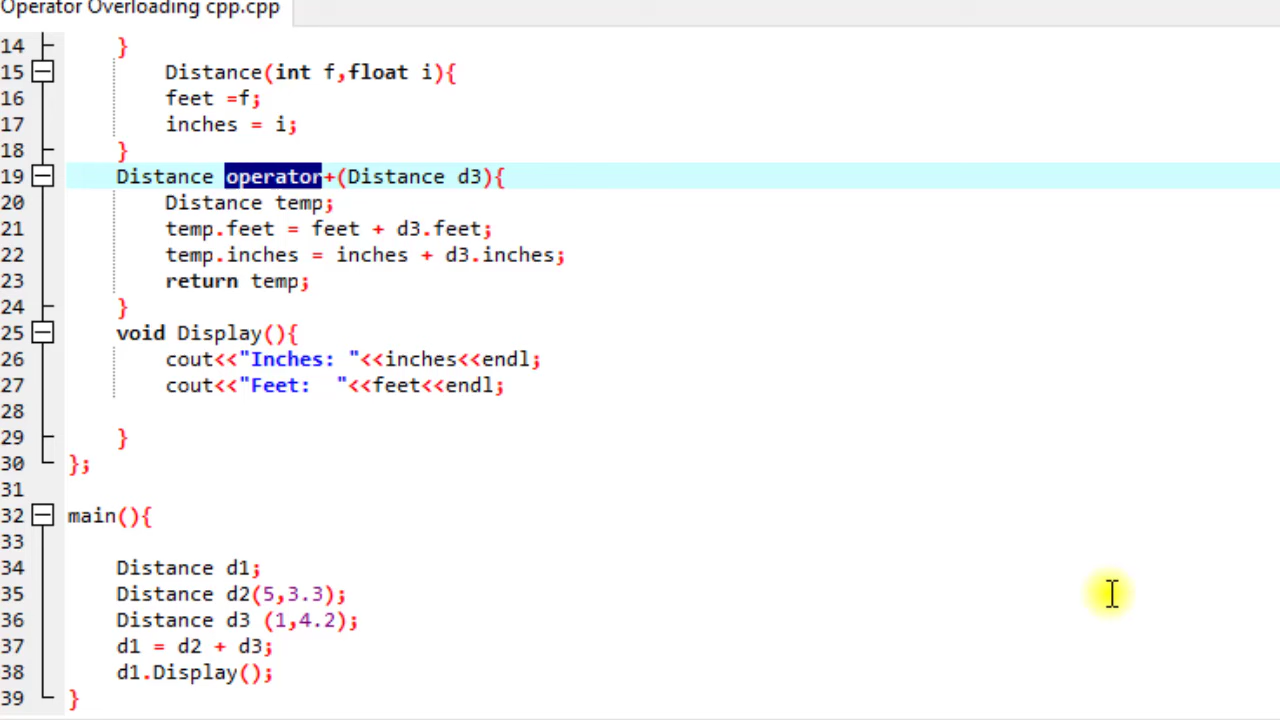 Operator Overloading cpp.cpp
14 }
15 Distance(int f,float i){
16 feet =f;
17 inches = i;
18 }
19 Distance operator+(Distance d3){
20 Distance temp;
21 temp.feet = feet + d3.feet;
22 temp.inches = inches + d3.inches;
23 return temp;
24 }
25 void Display(){
26 cout<<"Inches: "<<inches<<endl;
27 cout<<"Feet:  "<<feet<<endl;
28
29 }
30 };
31
32 main(){
33
34 Distance d1;
35 Distance d2(5,3.3);
36 Distance d3 (1,4.2);
37 d1 = d2 + d3;
38 d1.Display();
39 }